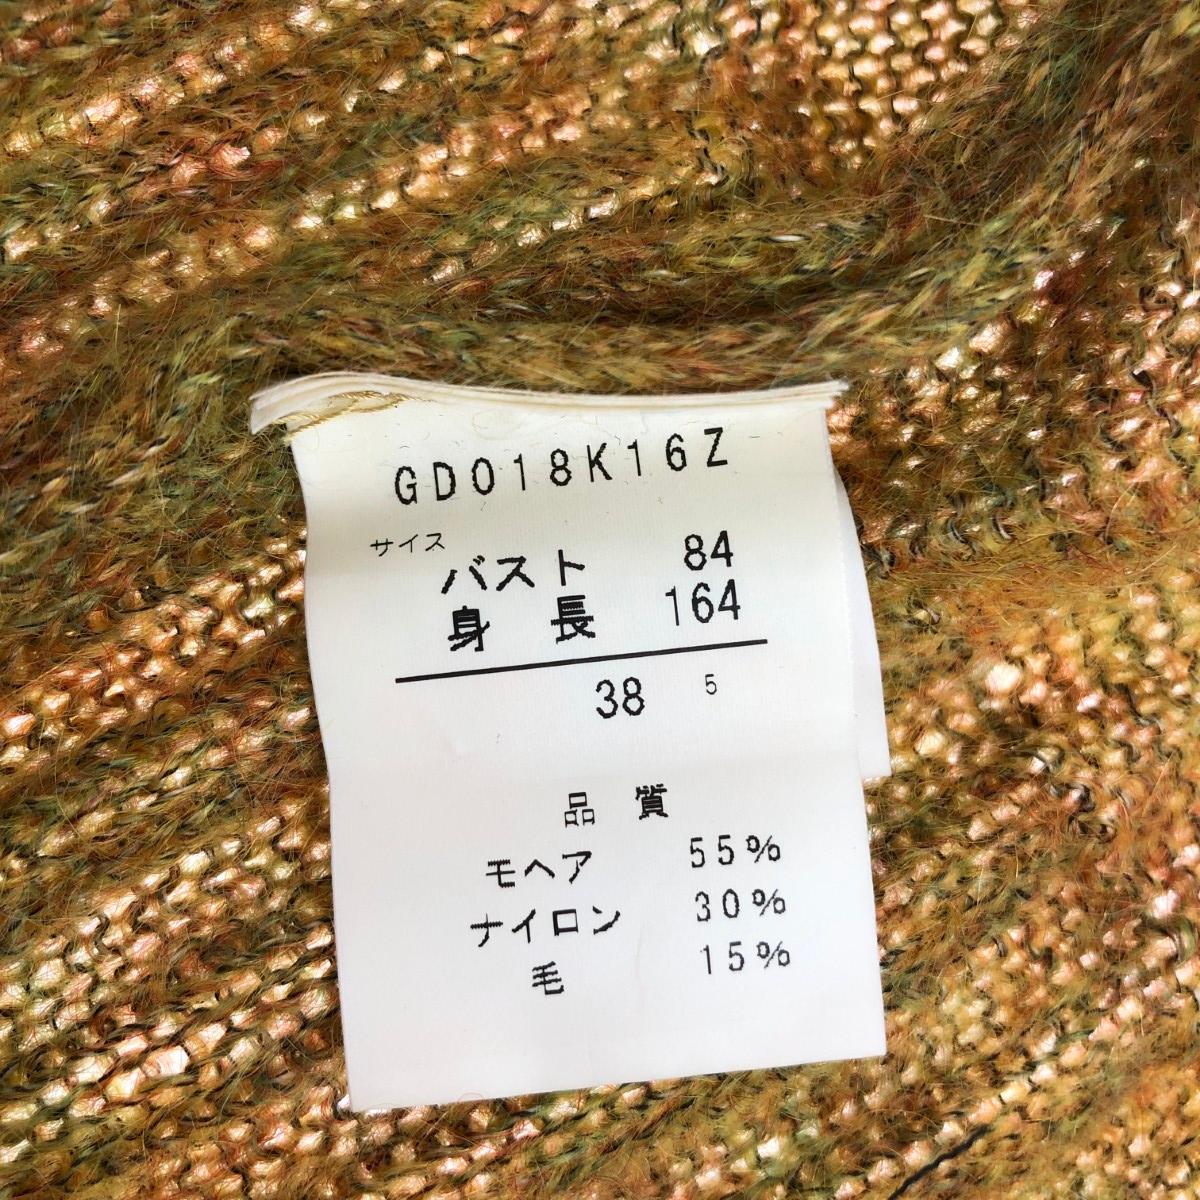 GD018K16Z
サイズ
バスト 84
身長 164
38 5
品質
モヘア 55%
ナイロン 30%
毛 15%